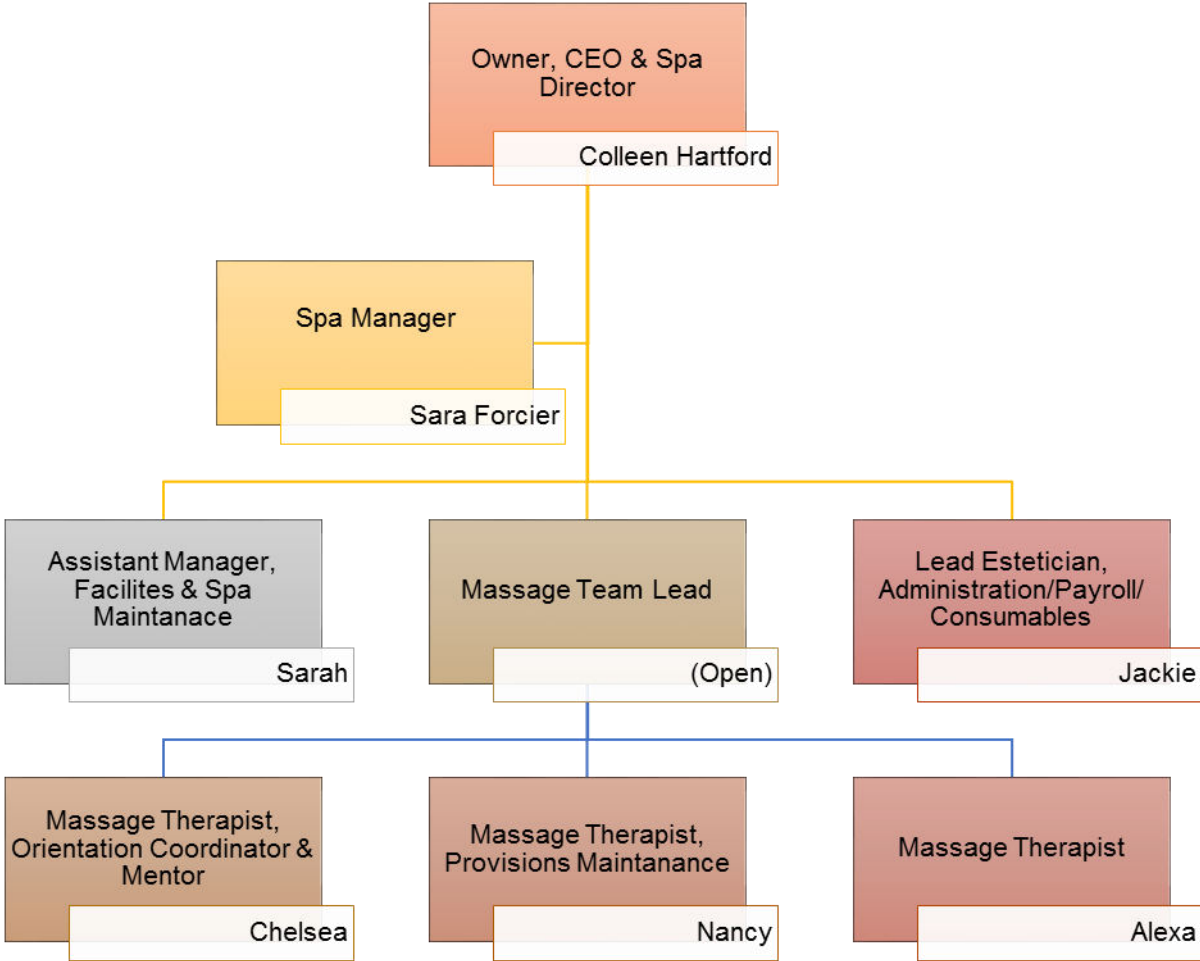 Owner, CEO & Spa
Director
Colleen Hartford
Spa Manager
Sara Forcier
Assistant Manager,
Facilites & Spa
Maintanace
Sarah
Massage Team Lead
(Open)
Lead Estetician,
Administration/Payroll/
Consumables
Jackie
Massage Therapist,
Orientation Coordinator &
Mentor
Chelsea
Massage Therapist,
Provisions Maintanance
Nancy
Massage Therapist
Alexa